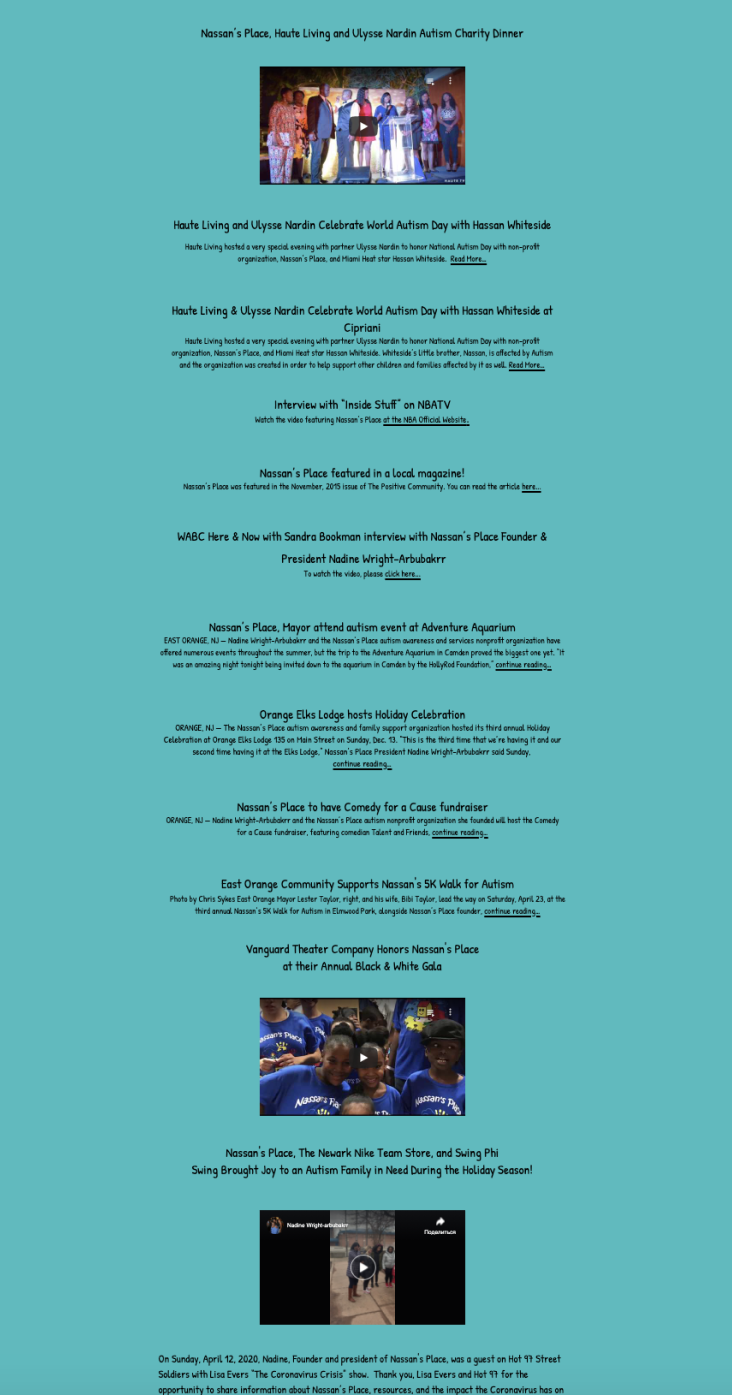 Nassan's Place, Haute Living and Ulysse Nardin Autism Charity Dinner
HAUTE TV
Haute Living and Ulysse Nardin Celebrate World Autism Day with Hassan Whiteside
Haute Living hosted a very special evening with partner Ulysse Nardin to honor National Autism Day with non-profit
organization, Nassan's Place, and Miami Heat star Hassan Whiteside. Read More...
Haute Living & Ulysse Nardin Celebrate World Autism Day with Hassan Whiteside at
Cipriani
Haute Living hosted a very special evening with partner Ulysse Nardin to honor National Autism Day with non-profit
organization, Nassan's Place, and Miami Heat star Hassan Whiteside. Whiteside's little brother, Nassan, is affected by Autism
and the organization was created in order to help support other children and families affected by it as well. Read More...
Interview with "Inside Stuff" on NBATV
Watch the video featuring Nassan's Place at the NBA Official Website.
Nassan's Place featured in a local magazine!
Nassan's Place was featured in the November, 2015 issue of The Positive Community. You can read the article here...
WABC Here & Now with Sandra Bookman interview with Nassan's Place Founder &
President Nadine Wright-Arbubakrr
To watch the video, please click here...
Nassan's Place, Mayor attend autism event at Adventure Aquarium
EAST ORANGE, NJ — Nadine Wright-Arbubakrr and the Nassan's Place autism awareness and services nonprofit organization have
offered numerous events throughout the summer, but the trip to the Adventure Aquarium in Camden proved the biggest one yet. "It
was an amazing night tonight being invited down to the aquarium in Camden by the HollyRod Foundation," continue reading...
Orange Elks Lodge hosts Holiday Celebration
ORANGE, NJ — The Nassan's Place autism awareness and family support organization hosted its third annual Holiday
Celebration at Orange Elks Lodge 135 on Main Street on Sunday, Dec. 13. "This is the third time that we're having it and our
second time having it at the Elks Lodge," Nassan's Place President Nadine Wright-Arbubakrr said Sunday,
continue reading...
Nassan's Place to have Comedy for a Cause fundraiser
ORANGE, NJ — Nadine Wright-Arbubakrr and the Nassan's Place autism nonprofit organization she founded will host the Comedy
for a Cause fundraiser, featuring comedian Talent and Friends, continue reading...
East Orange Community Supports Nassan's 5K Walk for Autism
Photo by Chris Sykes East Orange Mayor Lester Taylor, right, and his wife, Bibi Taylor, lead the way on Saturday, April 23, at the
third annual Nassan's 5K Walk for Autism in Elmwood Park, alongside Nassan's Place founder, continue reading...
Vanguard Theater Company Honors Nassan's Place
at their Annual Black & White Gala
Nassan's Place
Nassan's Place, The Newark Nike Team Store, and Swing Phi
Swing Brought Joy to an Autism Family in Need During the Holiday Season!
Nadine Wright-arbubakrr
Поделиться
On Sunday, April 12, 2020, Nadine, Founder and president of Nassan's Place, was a guest on Hot 97 Street
Soldiers with Lisa Evers "The Coronavirus Crisis" show. Thank you, Lisa Evers and Hot 97 for the
opportunity to share information about Nassan's Place, resources, and the impact the Coronavirus has on